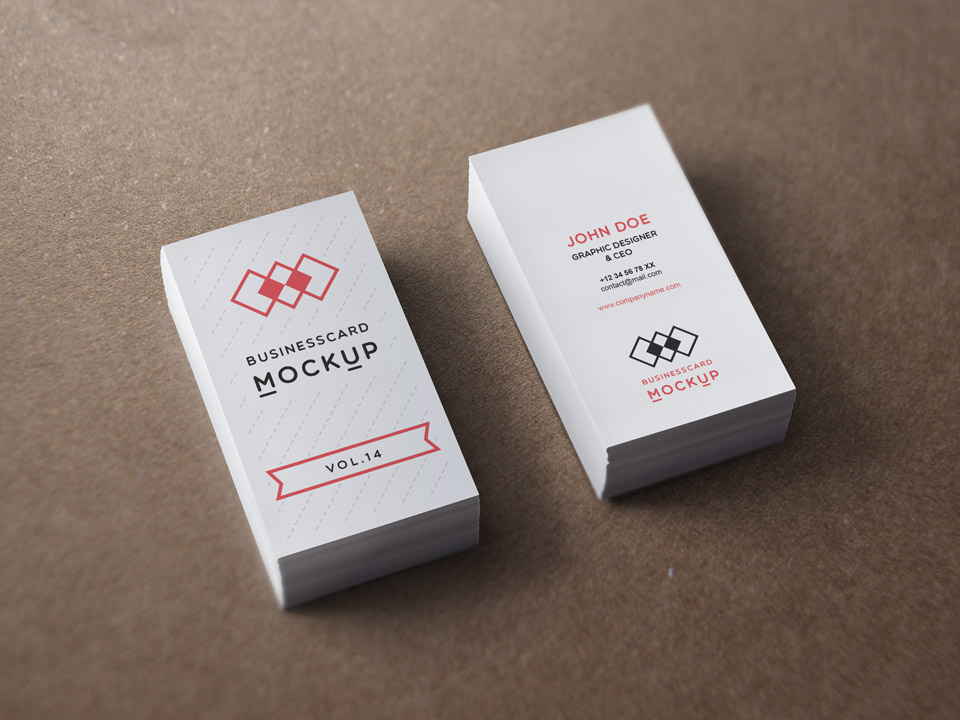 BUSINESSCARD
MOCKUP
VOL.14
JOHN DOE
GRAPHIC DESIGNER
& CEO
+12 34 56 78 XX
contact@mail.com
www.companyname.com
BUSINESSCARD
MOCKUP